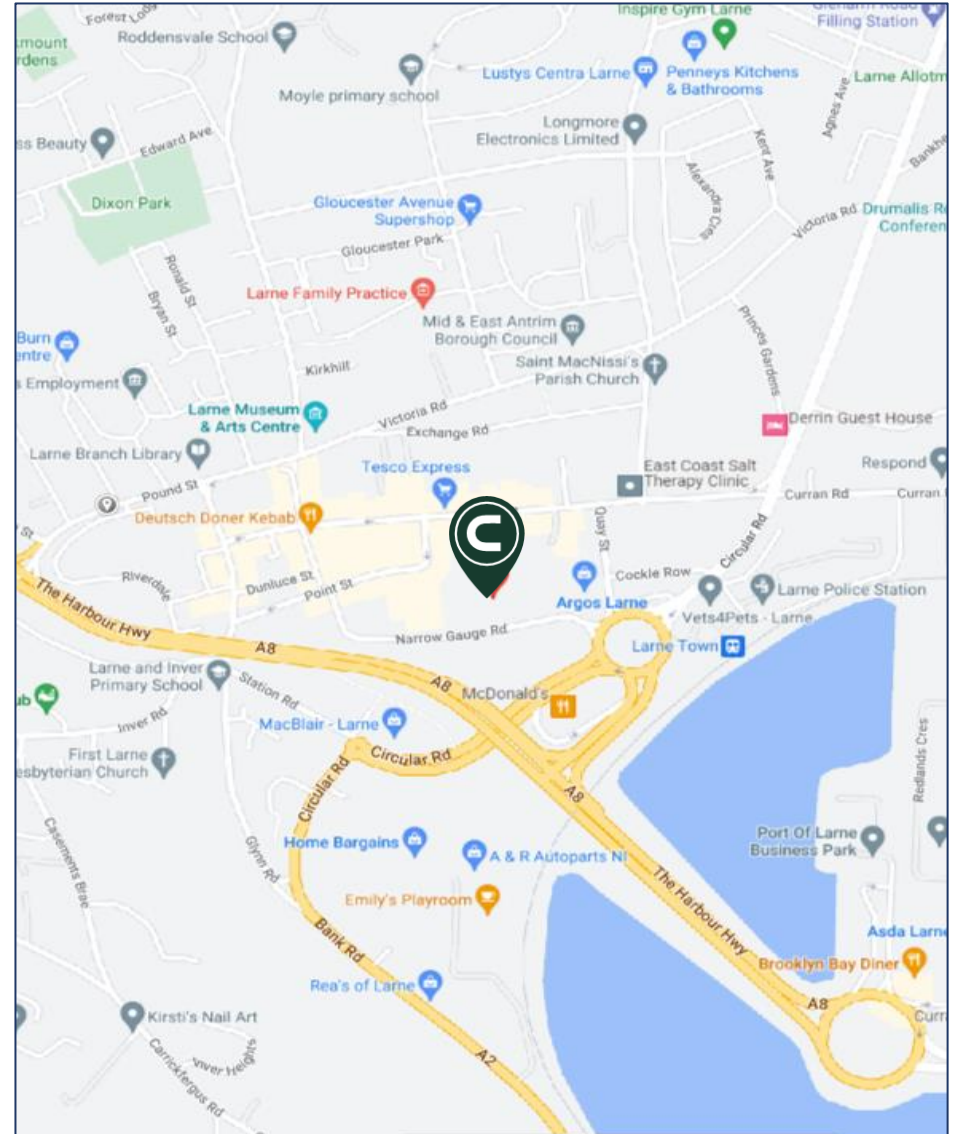 Forest
Roddensvale School
Inspire Gym Larne
Filling Station
Moyle primary school
Lustys Centra Larne
Penneys Kitchens
& Bathrooms
Larne Allotm
Agnes Ave
Longmore
Electronics Limited
Kent Ave
ss Beauty
Edward Ave
Alexandra Cres
Dixon Park
Gloucester Avenue
Supershop
Victoria Rd
Drumalis Re
Conferen
Gloucester Park
Ronald St
Bryan St
Larne Family Practice
Mid & East Antrim
Borough Council
Princes Gardens
Burn
entre
Employment
Kirkhill
Saint MacNissi's
Parish Church
Larne Museum
& Arts Centre
Victoria Rd
Exchange Rd
Derrin Guest House
Larne Branch Library
Tesco Express
East Coast Salt
Therapy Clinic
Respond
Pound St
Curran Rd
Curran
Deutsch Doner Kebab
C
Quay St
Circular Rd
St
Riverdale
Dunluce St
Point St
Argos Larne
Cockle Row
Larne Police Station
The Harbour Hwy
Vets4Pets - Larne
Narrow Gauge Rd
A8
Larne Town
Larne and Inver
Primary School
Station Rd
A8
McDonald's
ub
Inver Rd
MacBlair - Larne
First Larne
esbyterian Church
Circular Rd
Circular Rd
A8
Redlands Cres
Casements Brae
Glynn Rd
Home Bargains
A & R Autoparts NI
Port Of Larne
Business Park
Emily's Playroom
The Harbour Hwy
Asda Larne
Bank Rd
Brooklyn Bay Diner
Rea's of Larne
A8
Kirsti's Nail Art
Curr
Inver Heights
A2
Carrickfergus Rd